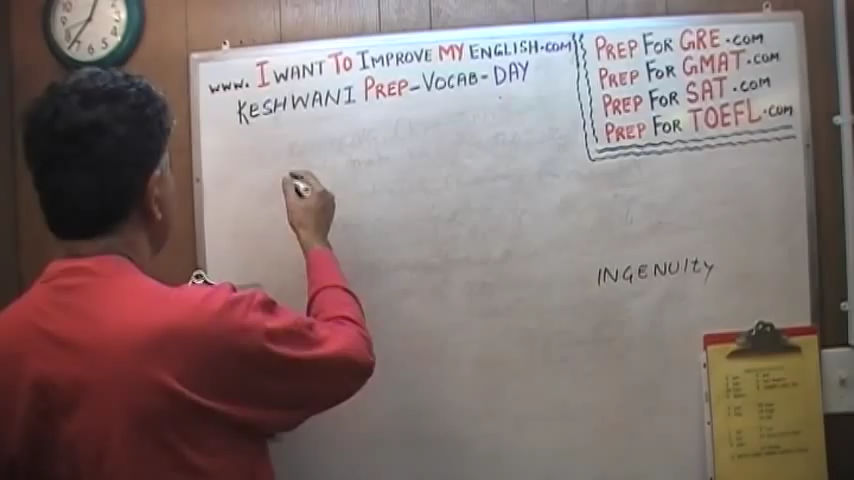 www. I WANT TO IMPROVE MY ENGLISH.COM
KESHWANI PREP-VOCAB-DAY
PREP FOR GRE.COM
PREP FOR GMAT.COM
PREP FOR SAT.COM
PREP FOR TOEFL.COM
INGENUITY